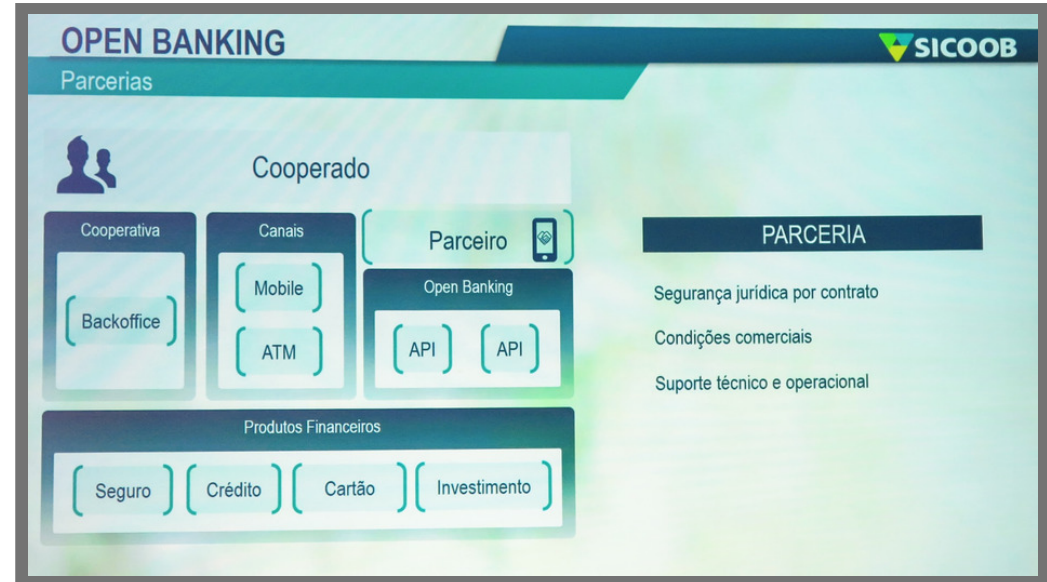 OPEN BANKING
SICOOB
Parcerias
Cooperado
Cooperativa
Backoffice
Canais
Mobile
ATM
Parceiro
Open Banking
API API
Produtos Financeiros
Seguro Crédito Cartão Investimento
PARCERIA
Segurança jurídica por contrato
Condições comerciais
Suporte técnico e operacional